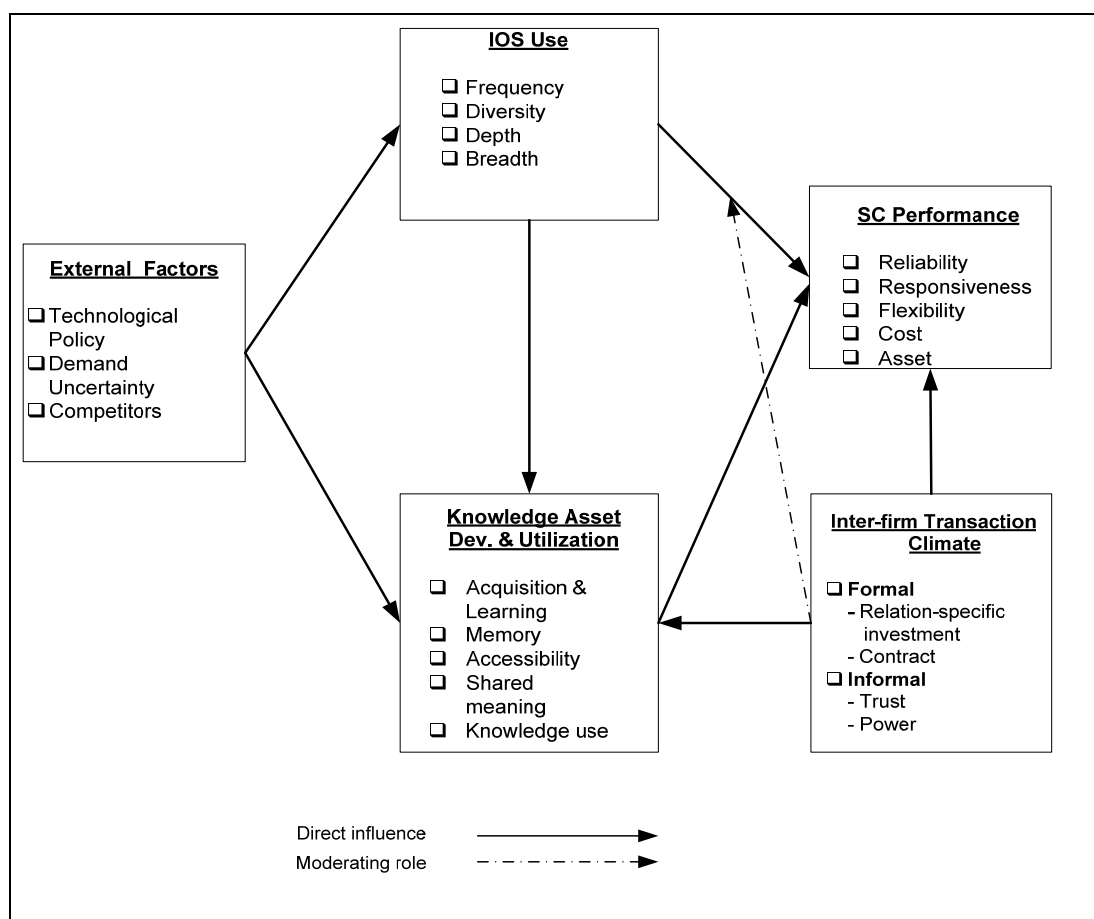 IOS Use
❑ Frequency
❑ Diversity
❑ Depth
❑ Breadth
External Factors
❑ Technological
Policy
❑ Demand
Uncertainty
❑ Competitors
SC Performance
❑ Reliability
❑ Responsiveness
❑ Flexibility
❑ Cost
❑ Asset
Knowledge Asset
Dev. & Utilization
❑ Acquisition &
Learning
❑ Memory
❑ Accessibility
❑ Shared
meaning
❑ Knowledge use
Inter-firm Transaction
Climate
❑ Formal
- Relation-specific
investment
- Contract
❑ Informal
- Trust
- Power
Direct influence
Moderating role